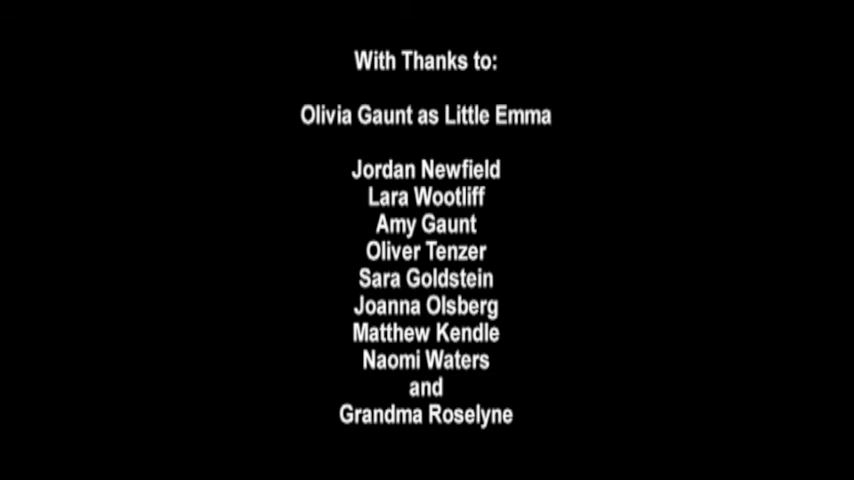 With Thanks to:
Olivia Gaunt as Little Emma
Jordan Newfield
Lara Wootliff
Amy Gaunt
Oliver Tenzer
Sara Goldstein
Joanna Olsberg
Matthew Kendle
Naomi Waters
and
Grandma Roselyne